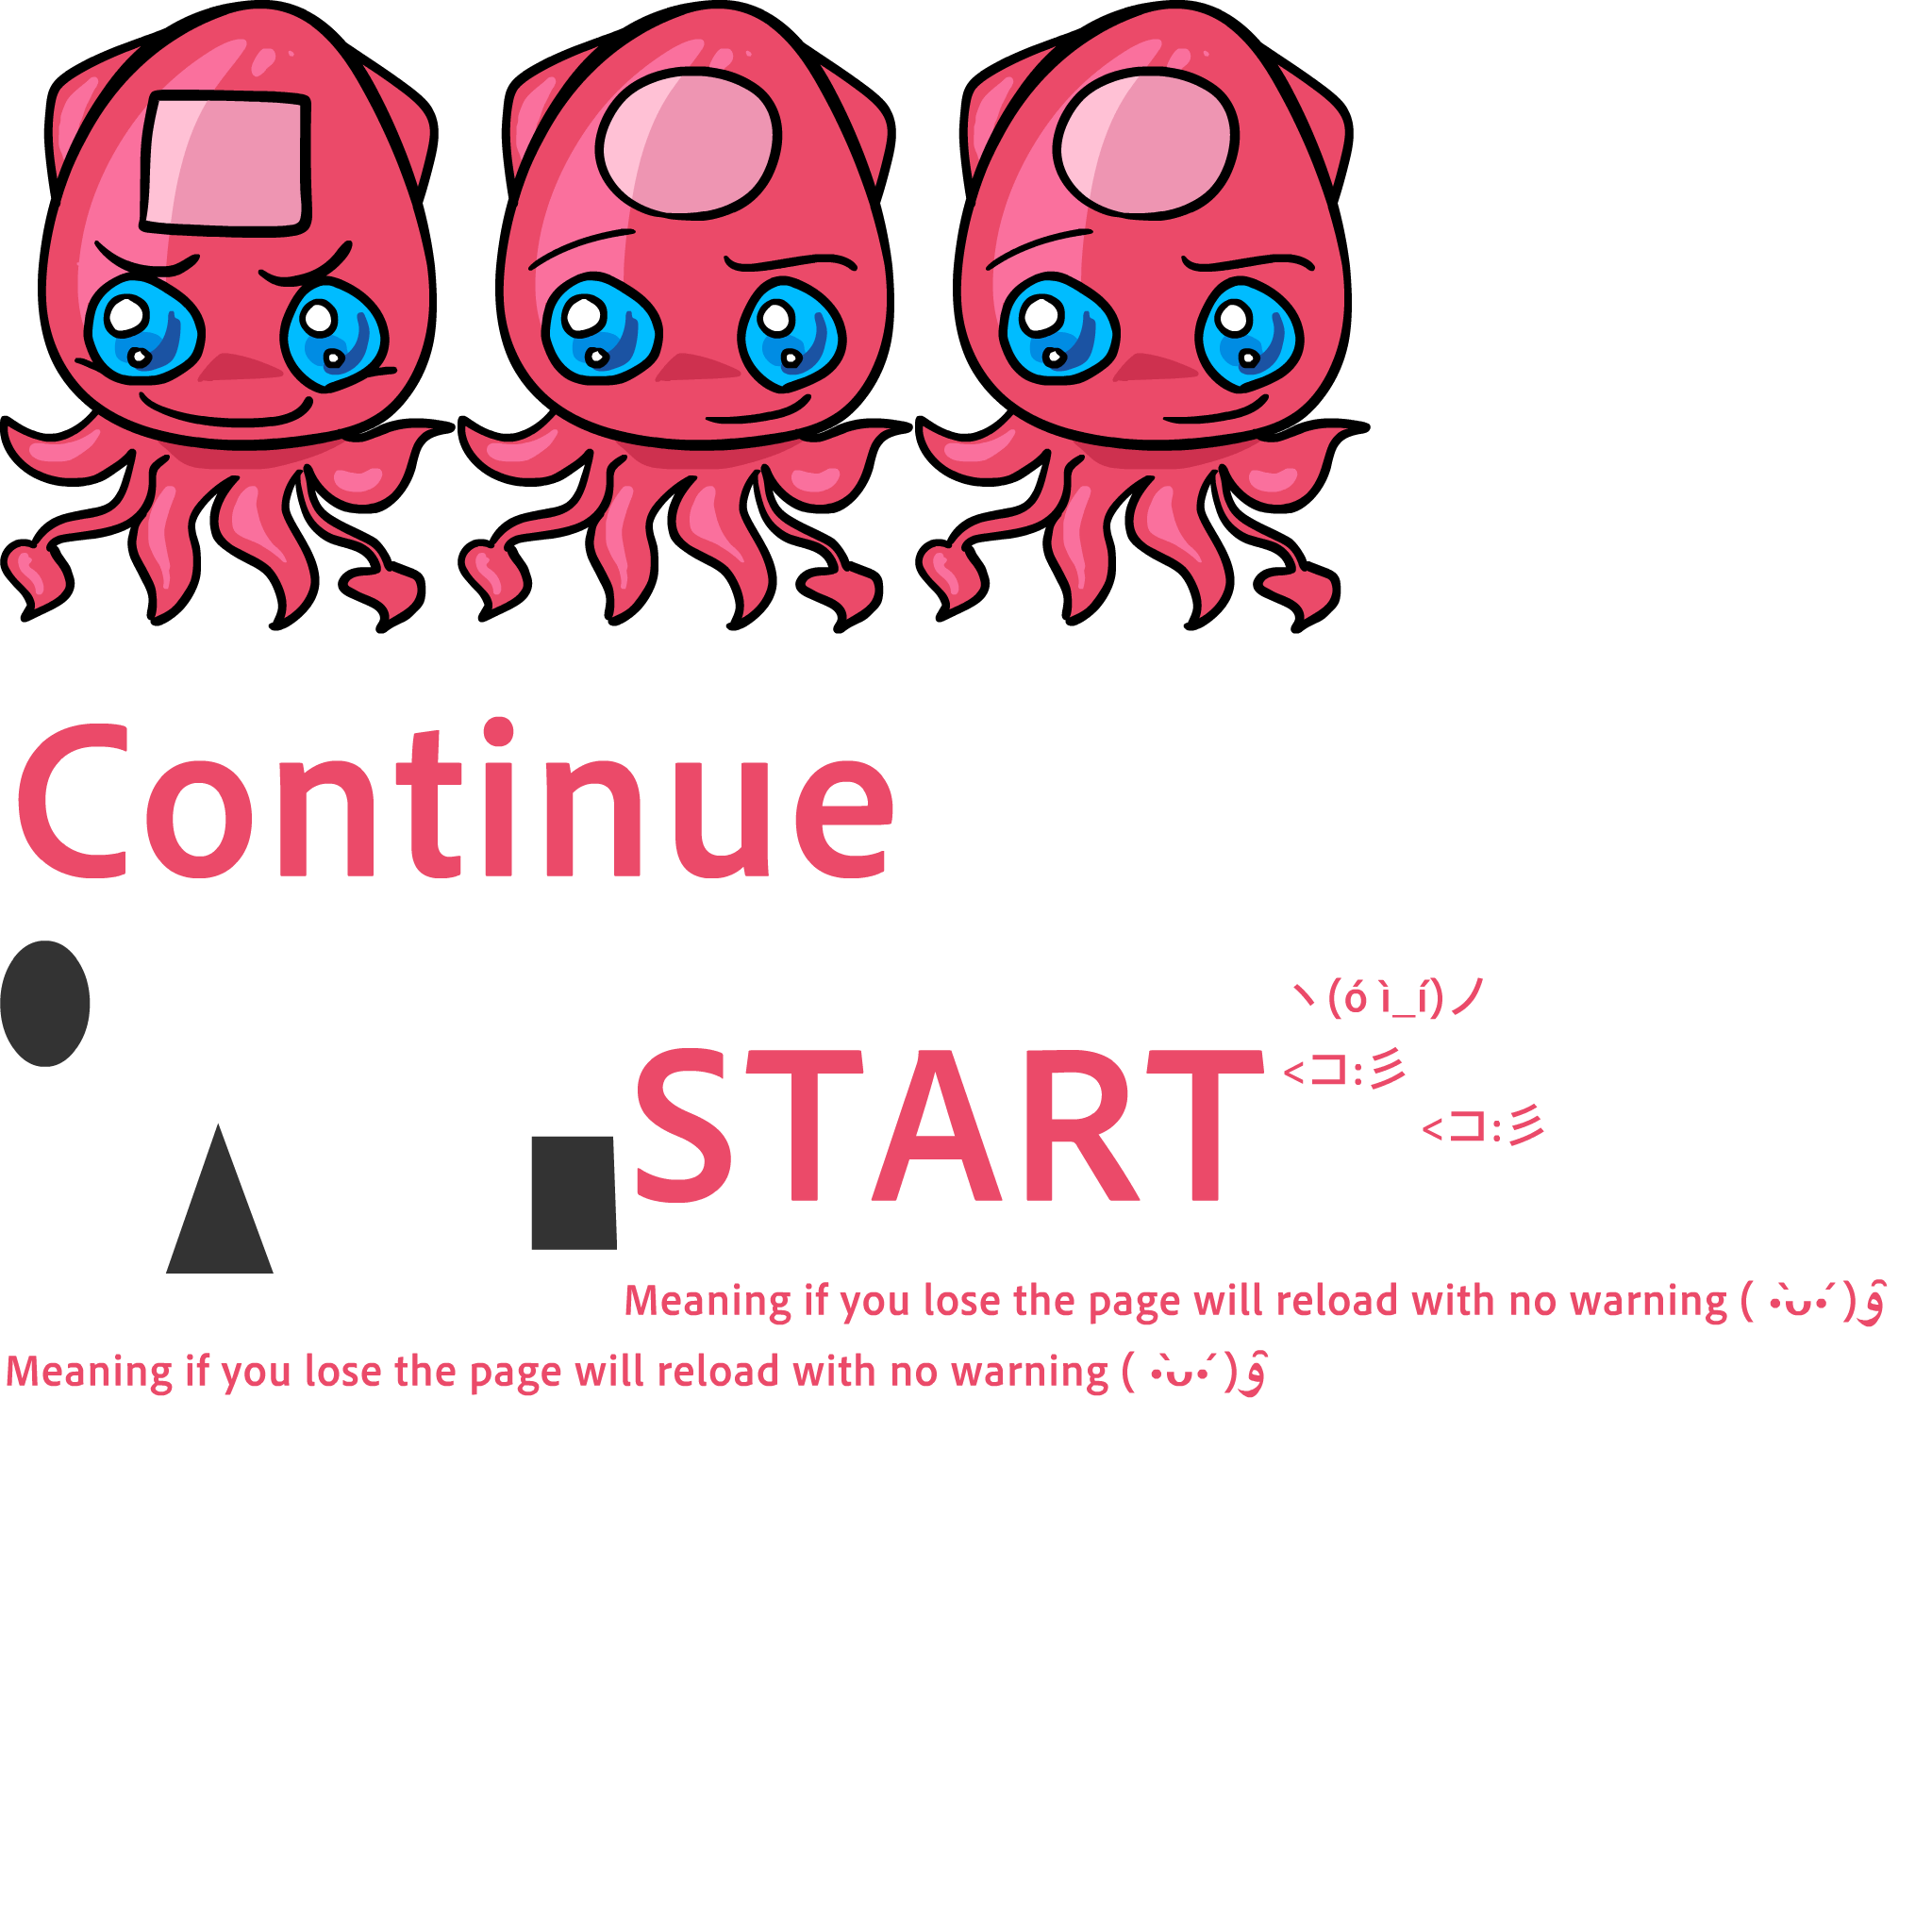 Continue
ヽ(ó ì_í)ノ
START
<コ:彡
<コ:彡
Meaning if you lose the page will reload with no warning ( •̀ᴗ•́ )و ̑̑
Meaning if you lose the page will reload with no warning ( •̀ᴗ•́ )و ̑̑